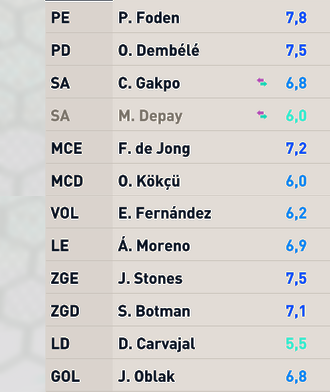 PE P. Foden 7,8
PD O. Dembélé 7,5
SA C. Gakpo 6,8
SA M. Depay 6,0
MCE F. de Jong 7,2
MCD O. Kökçü 6,0
VOL E. Fernández 6,2
LE Á. Moreno 6,9
ZGE J. Stones 7,5
ZGD S. Botman 7,1
LD D. Carvajal 5,5
GOL J. Oblak 6,8